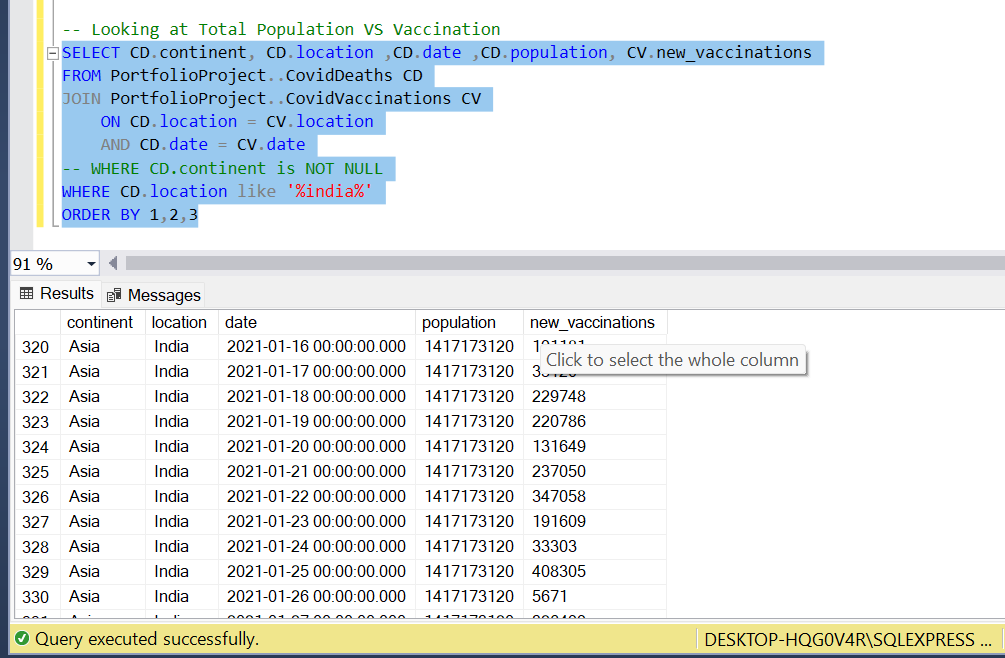 -- Looking at Total Population VS Vaccination
SELECT CD.continent, CD.location ,CD.date ,CD.population, CV.new_vaccinations
FROM PortfolioProject..CovidDeaths CD
JOIN PortfolioProject..CovidVaccinations CV
ON CD.location = CV.location
AND CD.date = CV.date
-- WHERE CD.continent is NOT NULL
WHERE CD.location like '%india%'
ORDER BY 1,2,3
91 %
Results Messages
continent location date population new_vaccinations
320 Asia India 2021-01-16 00:00:00.000 1417173120
Click to select the whole column
321 Asia India 2021-01-17 00:00:00.000 1417173120
322 Asia India 2021-01-18 00:00:00.000 1417173120 229748
323 Asia India 2021-01-19 00:00:00.000 1417173120 220786
324 Asia India 2021-01-20 00:00:00.000 1417173120 131649
325 Asia India 2021-01-21 00:00:00.000 1417173120 237050
326 Asia India 2021-01-22 00:00:00.000 1417173120 347058
327 Asia India 2021-01-23 00:00:00.000 1417173120 191609
328 Asia India 2021-01-24 00:00:00.000 1417173120 33303
329 Asia India 2021-01-25 00:00:00.000 1417173120 408305
330 Asia India 2021-01-26 00:00:00.000 1417173120 5671
Query executed successfully. DESKTOP-HQG0V4R\SQLEXPRESS ...